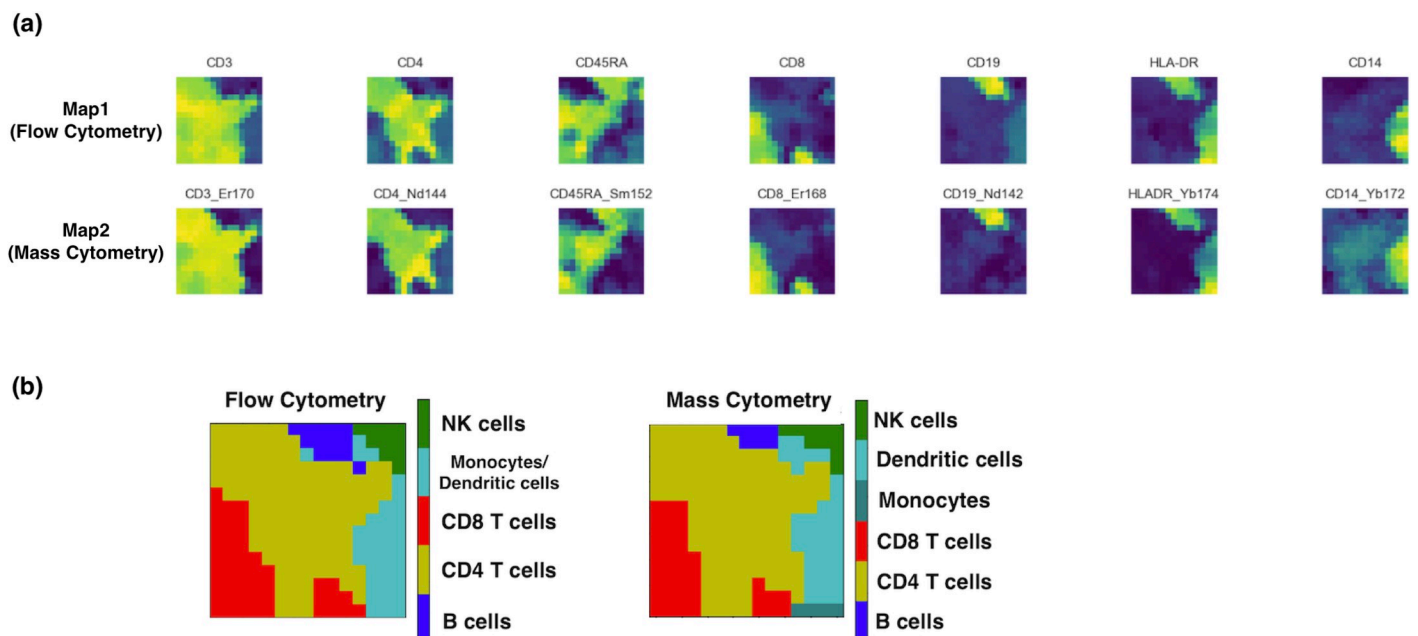 (a)
CD3 CD4 CD45RA CD8 CD19 HLA-DR CD14
Map1
(Flow Cytometry)
CD3_Er170 CD4_Nd144 CD45RA_Sm152 CD8_Er168 CD19_Nd142 HLADR_Yb174 CD14_Yb172
Map2
(Mass Cytometry)
(b)
Flow Cytometry
NK cells
Monocytes/
Dendritic cells
CD8 T cells
CD4 T cells
B cells
Mass Cytometry
NK cells
Dendritic cells
Monocytes
CD8 T cells
CD4 T cells
B cells